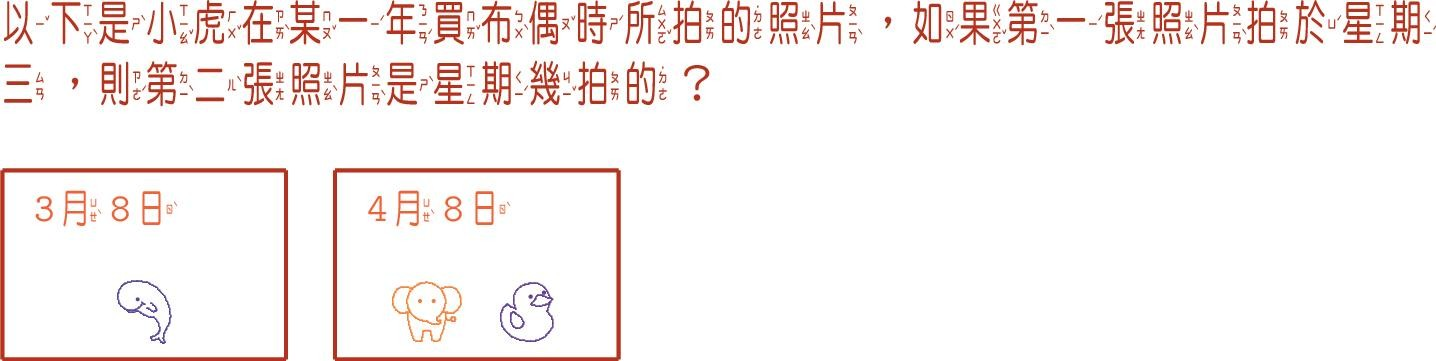 以下是小虎在某一年買布偶時所拍的照片，如果第一張照片拍於星期
三，則第二張照片是星期幾拍的？
3月8日
4月8日